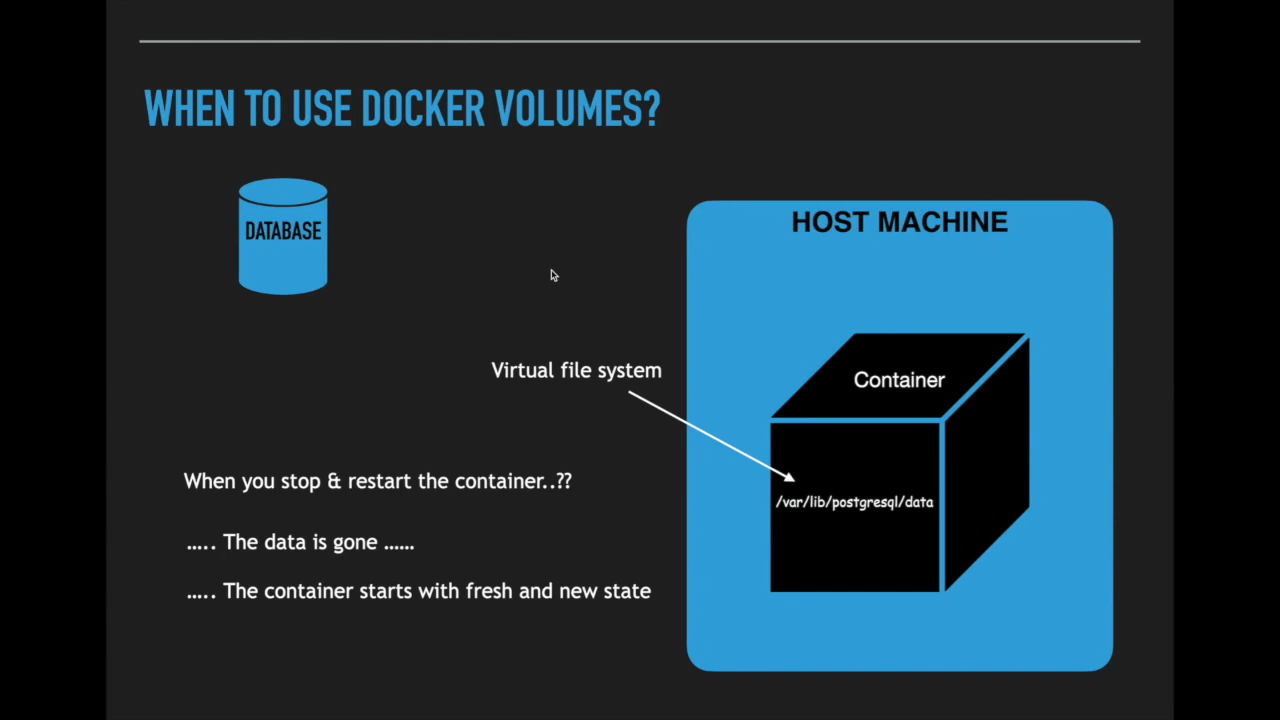 WHEN TO USE DOCKER VOLUMES?
DATABASE
HOST MACHINE
Virtual file system
Container
/var/lib/postgresql/data
When you stop & restart the container..??
..... The data is gone ......
..... The container starts with fresh and new state